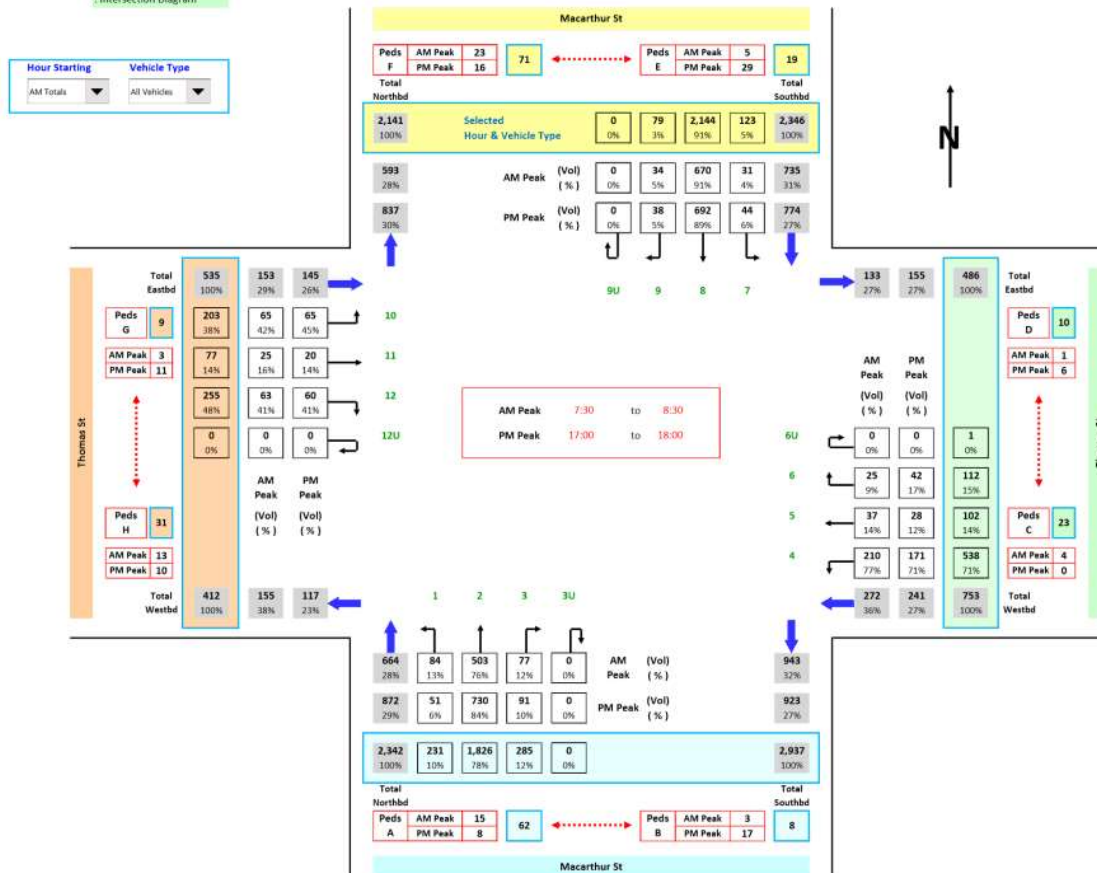 : Intersection Diagram
Macarthur St
Hour Starting Vehicle Type
AM Totals All Vehicles
Peds F AM Peak 23 71 Peds E AM Peak 5 19
PM Peak 16 PM Peak 29
Total Northbd Total Southbd
2,141 Selected 0 79 2,144 123 2,346
100% Hour & Vehicle Type 0% 3% 91% 5% 100%
N
593 AM Peak (Vol) 0 34 670 31 735
28% (%) 0% 5% 91% 4% 31%
837 PM Peak (Vol) 0 38 692 44 774
30% (%) 0% 5% 89% 6% 27%
9U 9 8 7
Total Eastbd 535 153 145 133 155 486 Total Eastbd
100% 29% 26% 27% 27% 100%
Peds G 9 203 65 65 10 Peds D 10
38% 42% 45%
AM Peak 3 77 25 20 11 AM Peak 1
PM Peak 11 14% 16% 14% PM Peak 6
AM Peak PM Peak
(Vol) (Vol)
(%) (%)
255 63 60 12
48% 41% 41%
AM Peak 7:30 to 8:30
PM Peak 17:00 to 18:00
0 0 0 12U 6U 0 0 1
0% 0% 0% 0% 0% 0%
Thomas St
AM Peak PM Peak
(Vol) (Vol)
(%) (%)
6 25 42 112
9% 17% 15%
Peds H 31 5 37 28 102 Peds C 23
14% 12% 14%
AM Peak 13 4 210 171 538 AM Peak 4
PM Peak 10 77% 71% 71% PM Peak 0
Total Westbd 412 155 117 1 2 3 3U 272 241 753 Total Westbd
100% 38% 23% 36% 27% 100%
664 84 503 77 0 AM Peak (Vol) 943
28% 13% 76% 12% 0% (%) 32%
872 51 730 91 0 PM Peak (Vol) 923
29% 6% 84% 10% 0% (%) 27%
2,342 231 1,826 285 0 2,937
100% 10% 78% 12% 0% 100%
Total Northbd Total Southbd
Peds A AM Peak 15 62 Peds B AM Peak 3 8
PM Peak 8 PM Peak 17
Macarthur St